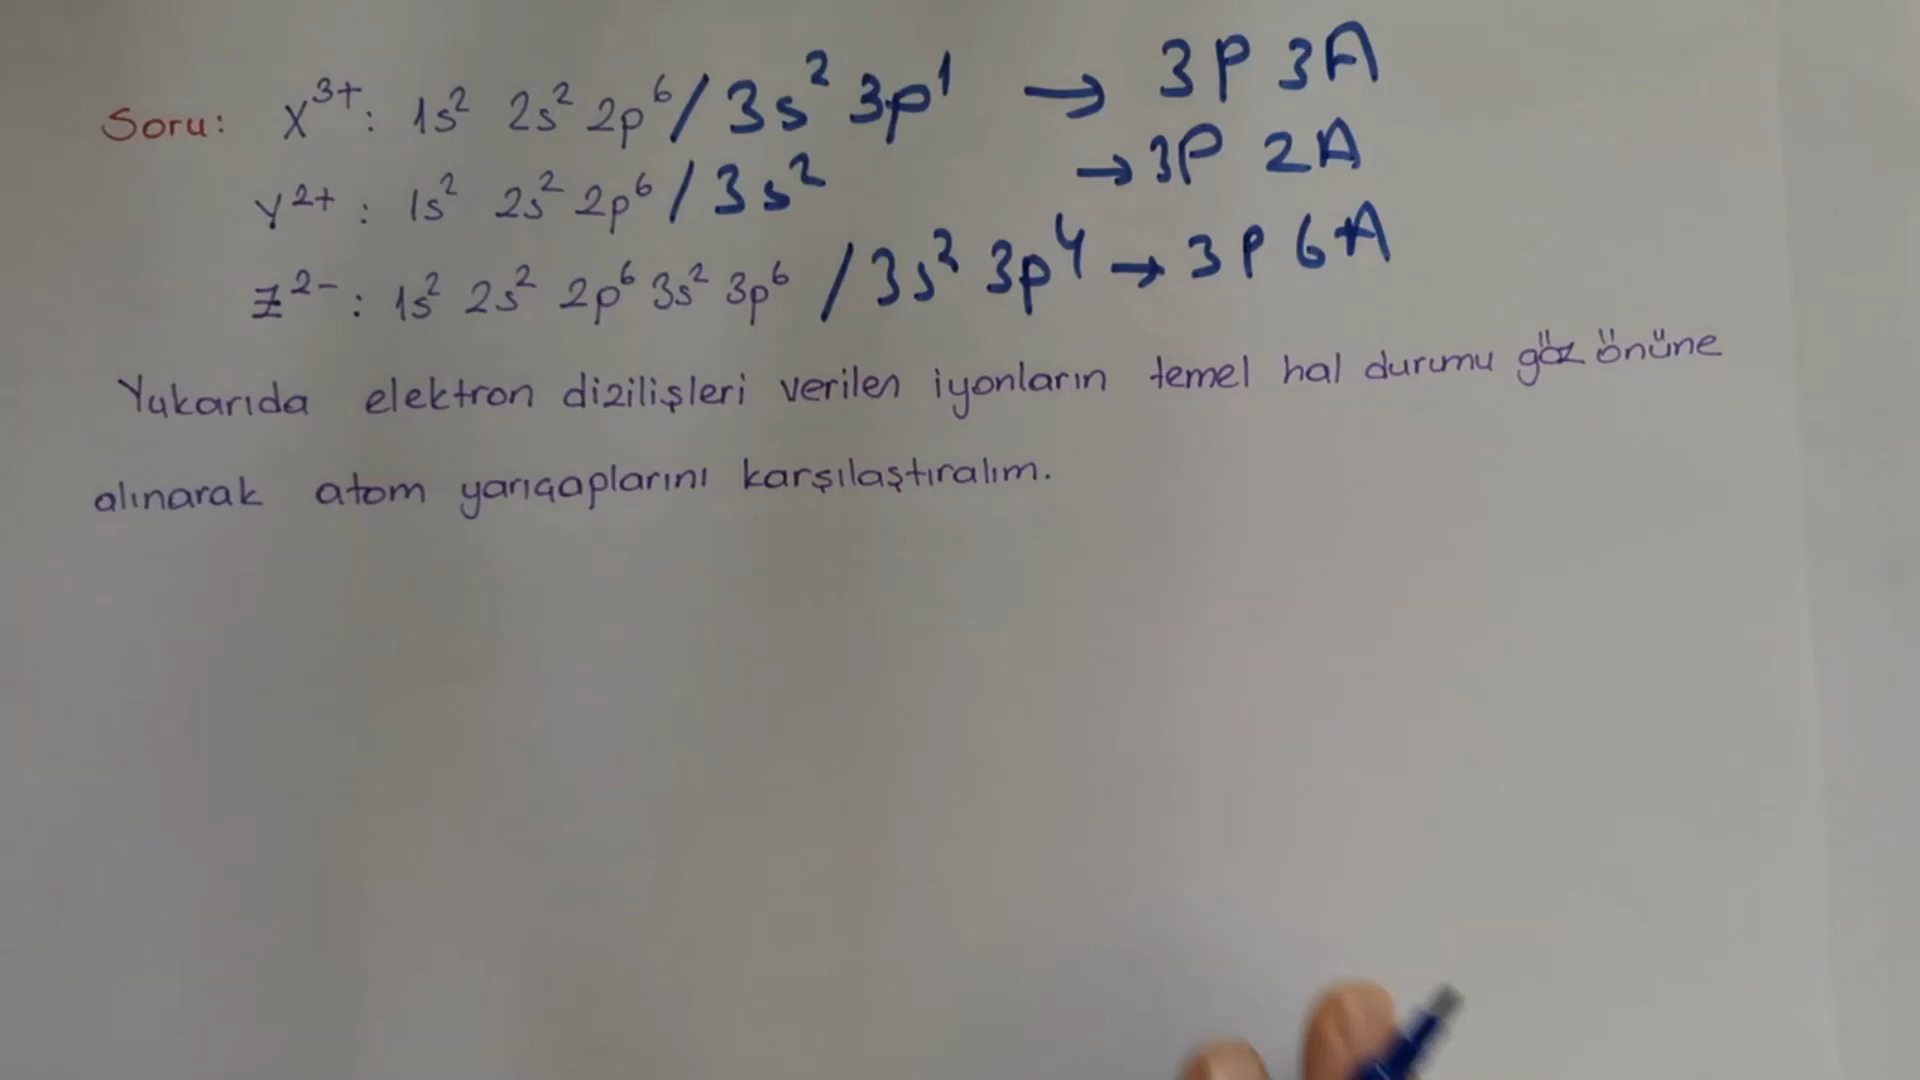 Soru: X³⁺: 1s² 2s² 2p⁶ / 3s² 3p¹ → 3P 3A
Y²⁺: 1s² 2s² 2p⁶ / 3s² → 3P 2A
Z²⁻: 1s² 2s² 2p⁶ 3s² 3p⁶ / 3s² 3p⁴ → 3P 6A
Yukarıda elektron dizilişleri verilen iyonların temel hal durumu göz önüne
alınarak atom yarıçaplarını karşılaştıralım.